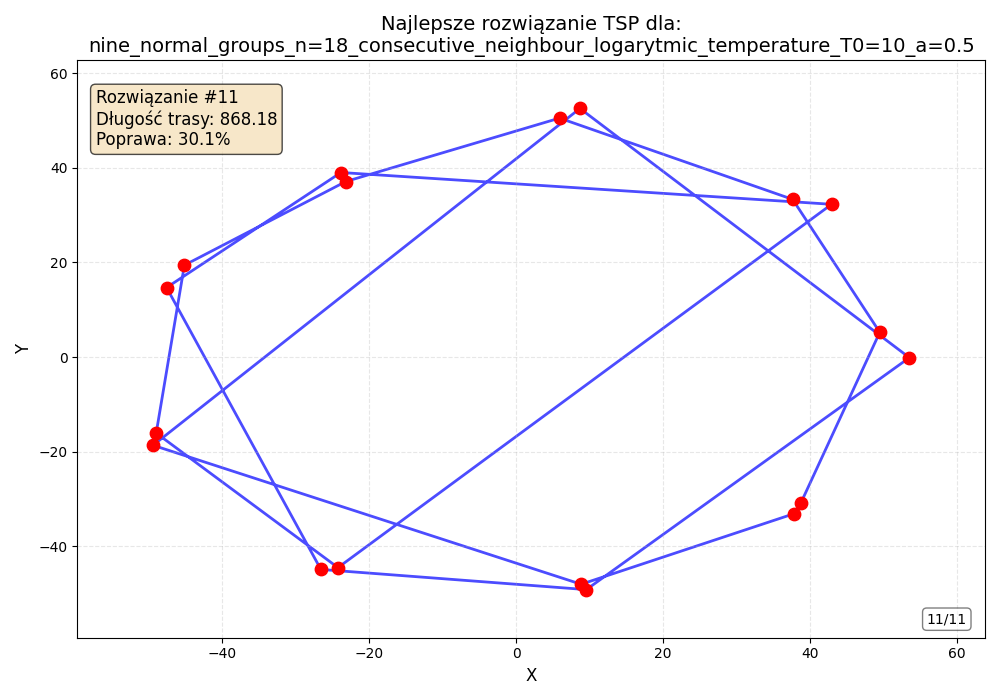 Najlepsze rozwiązanie TSP dla:
nine_normal_groups_n=18_consecutive_neighbour_logarytmic_temperature_T0=10_a=0.5
Rozwiązanie #11
Długość trasy: 868.18
Poprawa: 30.1%
60
40
20
0
−20
−40
Y
−40
−20
0
20
40
60
X
11/11